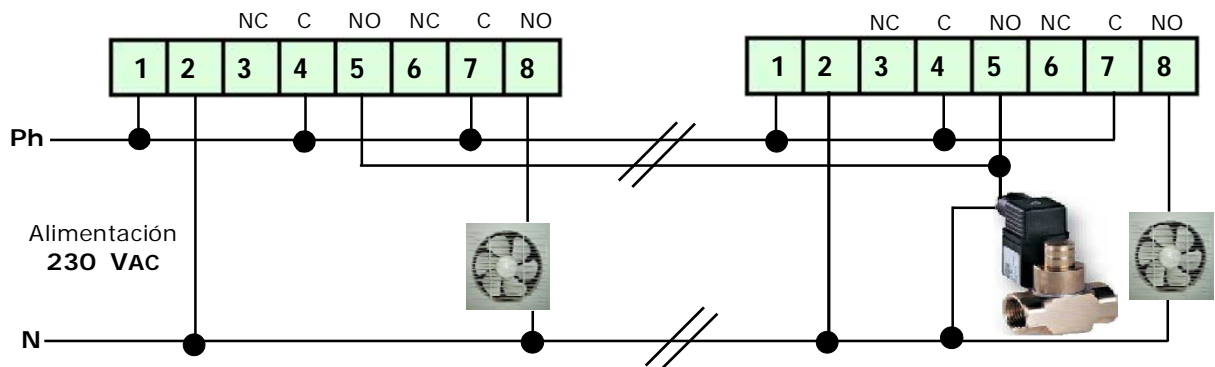 NC C NO NC C NO
1 2 3 4 5 6 7 8
NC C NO NC C NO
1 2 3 4 5 6 7 8
Ph
Alimentación
230 VAC
N